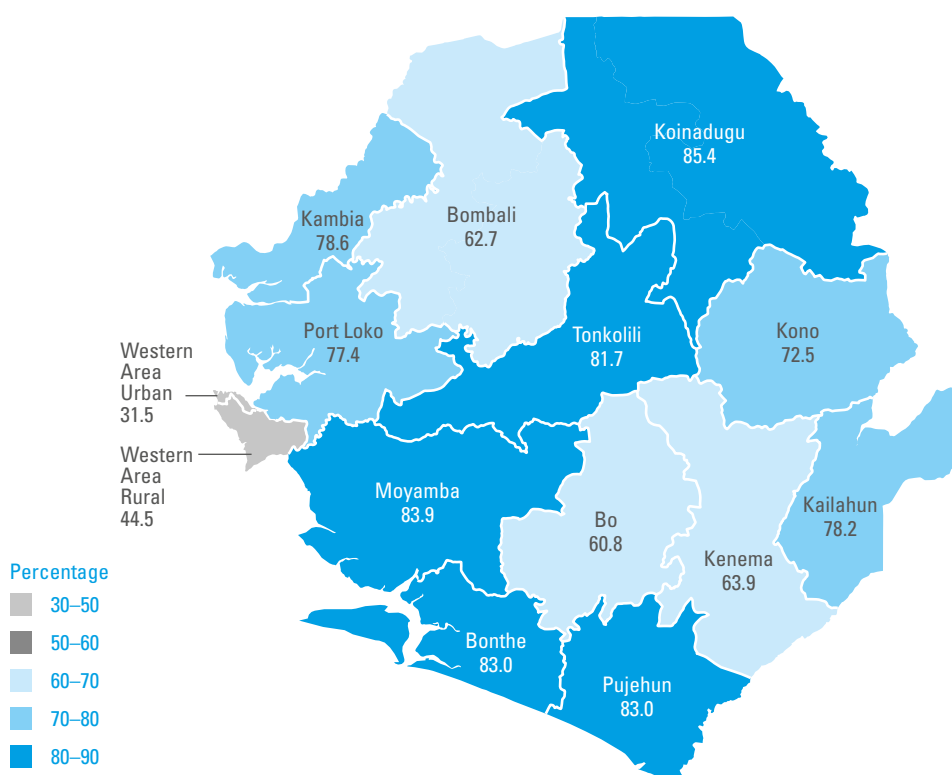 Koinadugu
85.4
Kambia
78.6
Bombali
62.7
Port Loko
77.4
Tonkolili
81.7
Kono
72.5
Western
Area
Urban
31.5
Western
Area
Rural
44.5
Moyamba
83.9
Bo
60.8
Kenema
63.9
Kailahun
78.2
Bonthe
83.0
Pujehun
83.0
Percentage
30–50
50–60
60–70
70–80
80–90